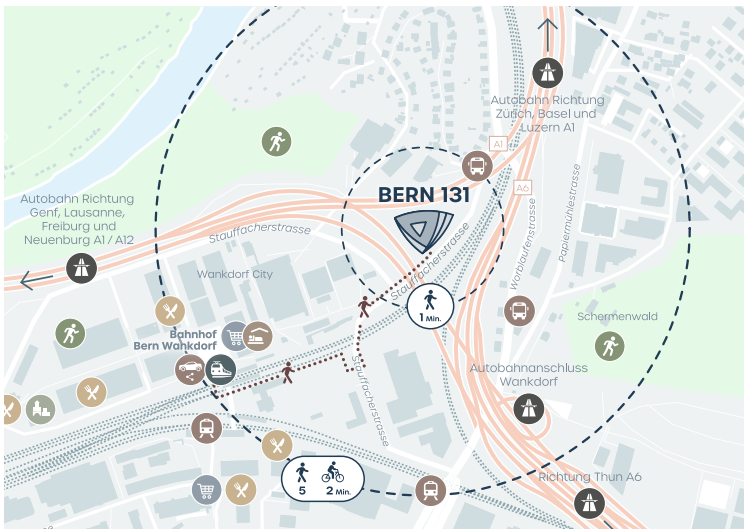 Autobahn Richtung
Zürich, Basel und
Luzern A1
A1
BERN 131
A6
Autobahn Richtung
Genf, Lausanne,
Freiburg und
Neuenburg A1 / A12
Stauffacherstrasse
Stauffacherstrasse
Worblaufenstrasse
Papiermühlestrasse
Wankdorf City
1 Min.
Schermenwald
Bahnhof
Bern Wankdorf
Stauffacherstrasse
Autobahnanschluss
Wankdorf
5 2 Min.
Richtung Thun A6